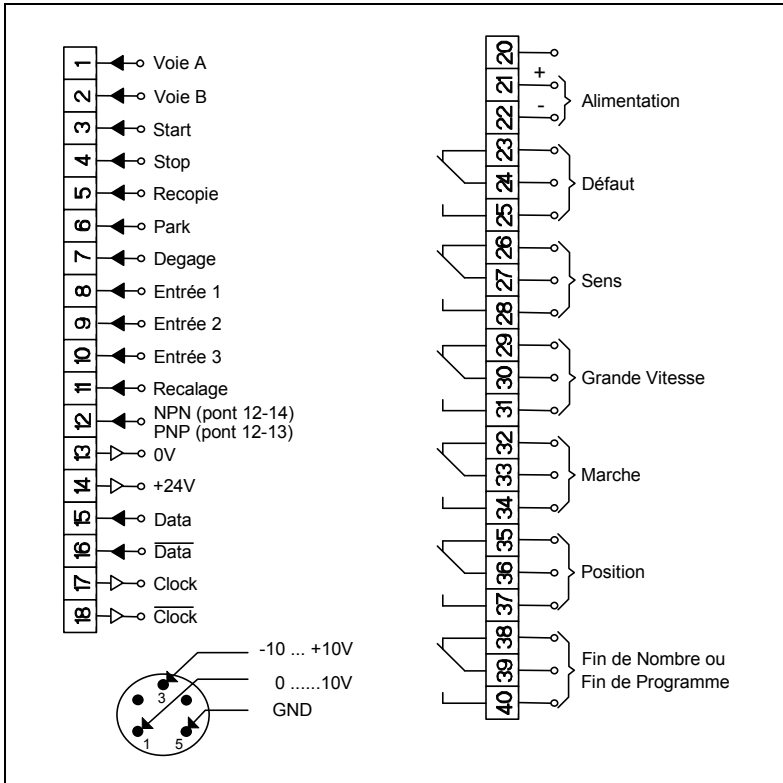 1 Voie A
2 Voie B
3 Start
4 Stop
5 Recopie
6 Park
7 Degage
8 Entrée 1
9 Entrée 2
10 Entrée 3
11 Recalage
12 NPN (pont 12-14)
PNP (pont 12-13)
13 0V
14 +24V
15 Data
16 D̅a̅t̅a̅
17 Clock
18 C̅l̅o̅c̅k̅
-10 ... +10V
0 ......10V
GND
3
1 5
20
21 +
Alimentation
22 -
23
24 Défaut
25
26
27 Sens
28
29
30 Grande Vitesse
31
32
33 Marche
34
35
36 Position
37
38
39 Fin de Nombre ou
Fin de Programme
40